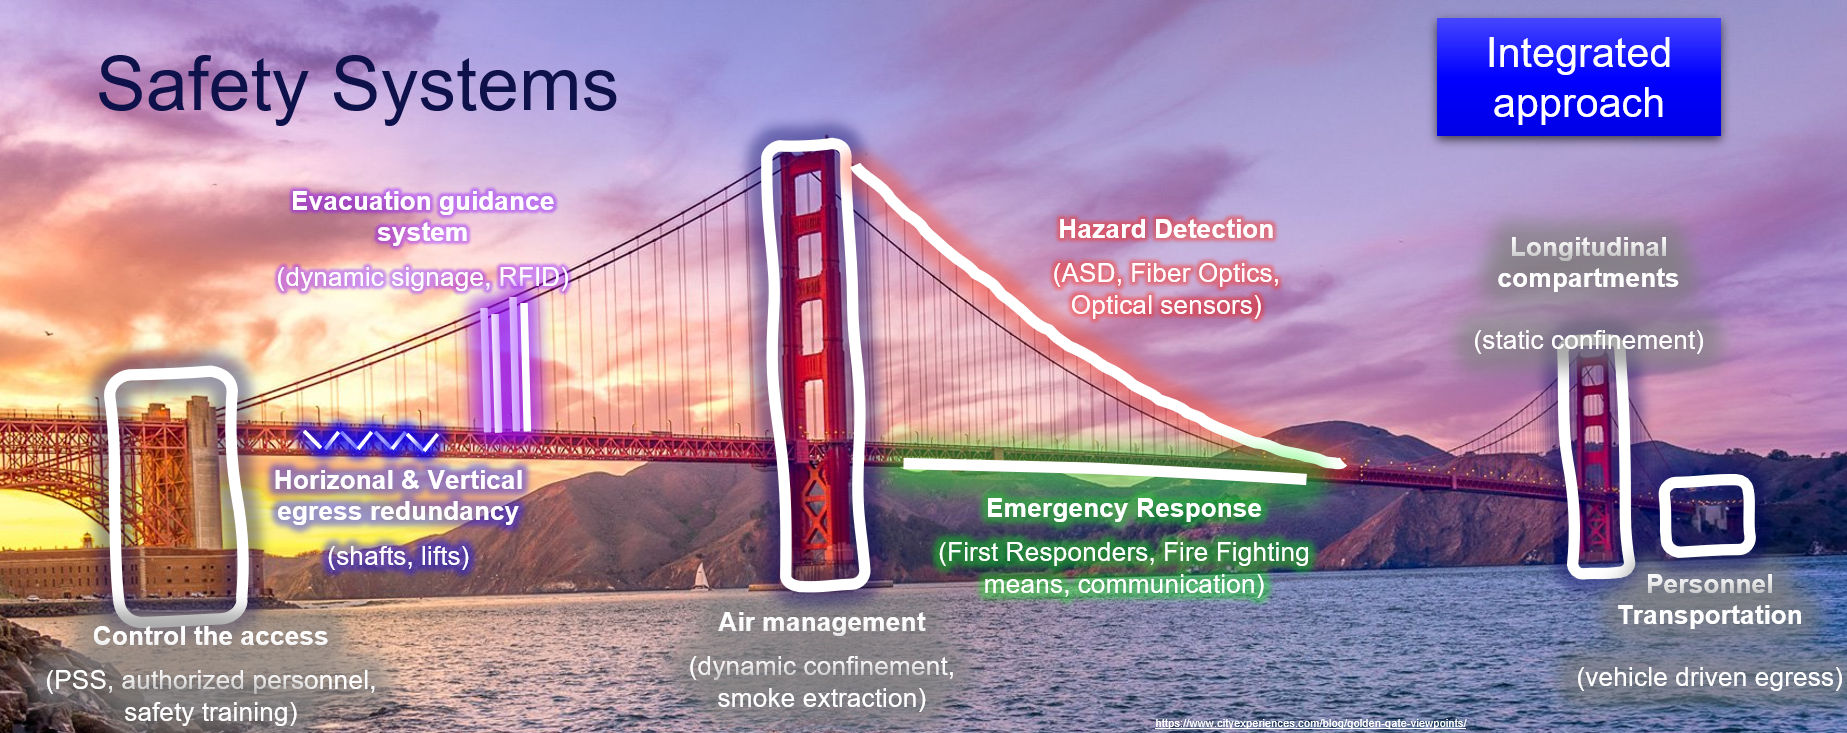 Safety Systems
Integrated
approach
Evacuation guidance
system
(dynamic signage, RFID)
Hazard Detection
(ASD, Fiber Optics,
Optical sensors)
Longitudinal
compartments
(static confinement)
Horizonal & Vertical
egress redundancy
(shafts, lifts)
Emergency Response
(First Responders, Fire Fighting
means, communication)
Personnel
Transportation
(vehicle driven egress)
Control the access
(PSS, authorized personnel,
safety training)
Air management
(dynamic confinement,
smoke extraction)
https://www.cityexperiences.com/blog/golden-gate-viewpoints/